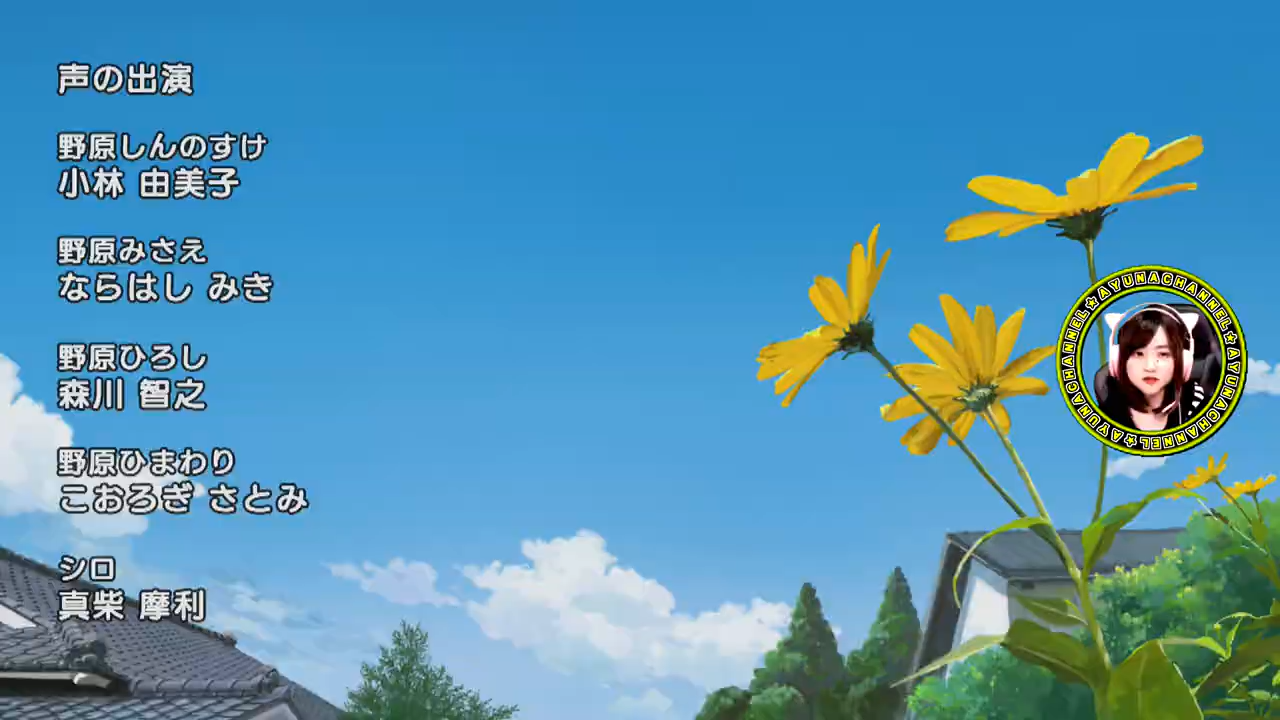 声の出演
野原しんのすけ
小林 由美子
野原みさえ
ならはし みき
野原ひろし
森川 智之
野原ひまわり
こおろぎ さとみ
シロ
真柴 摩利
★AYUNACHANNEL★AYUNACHANNEL★AYUNACHANNEL